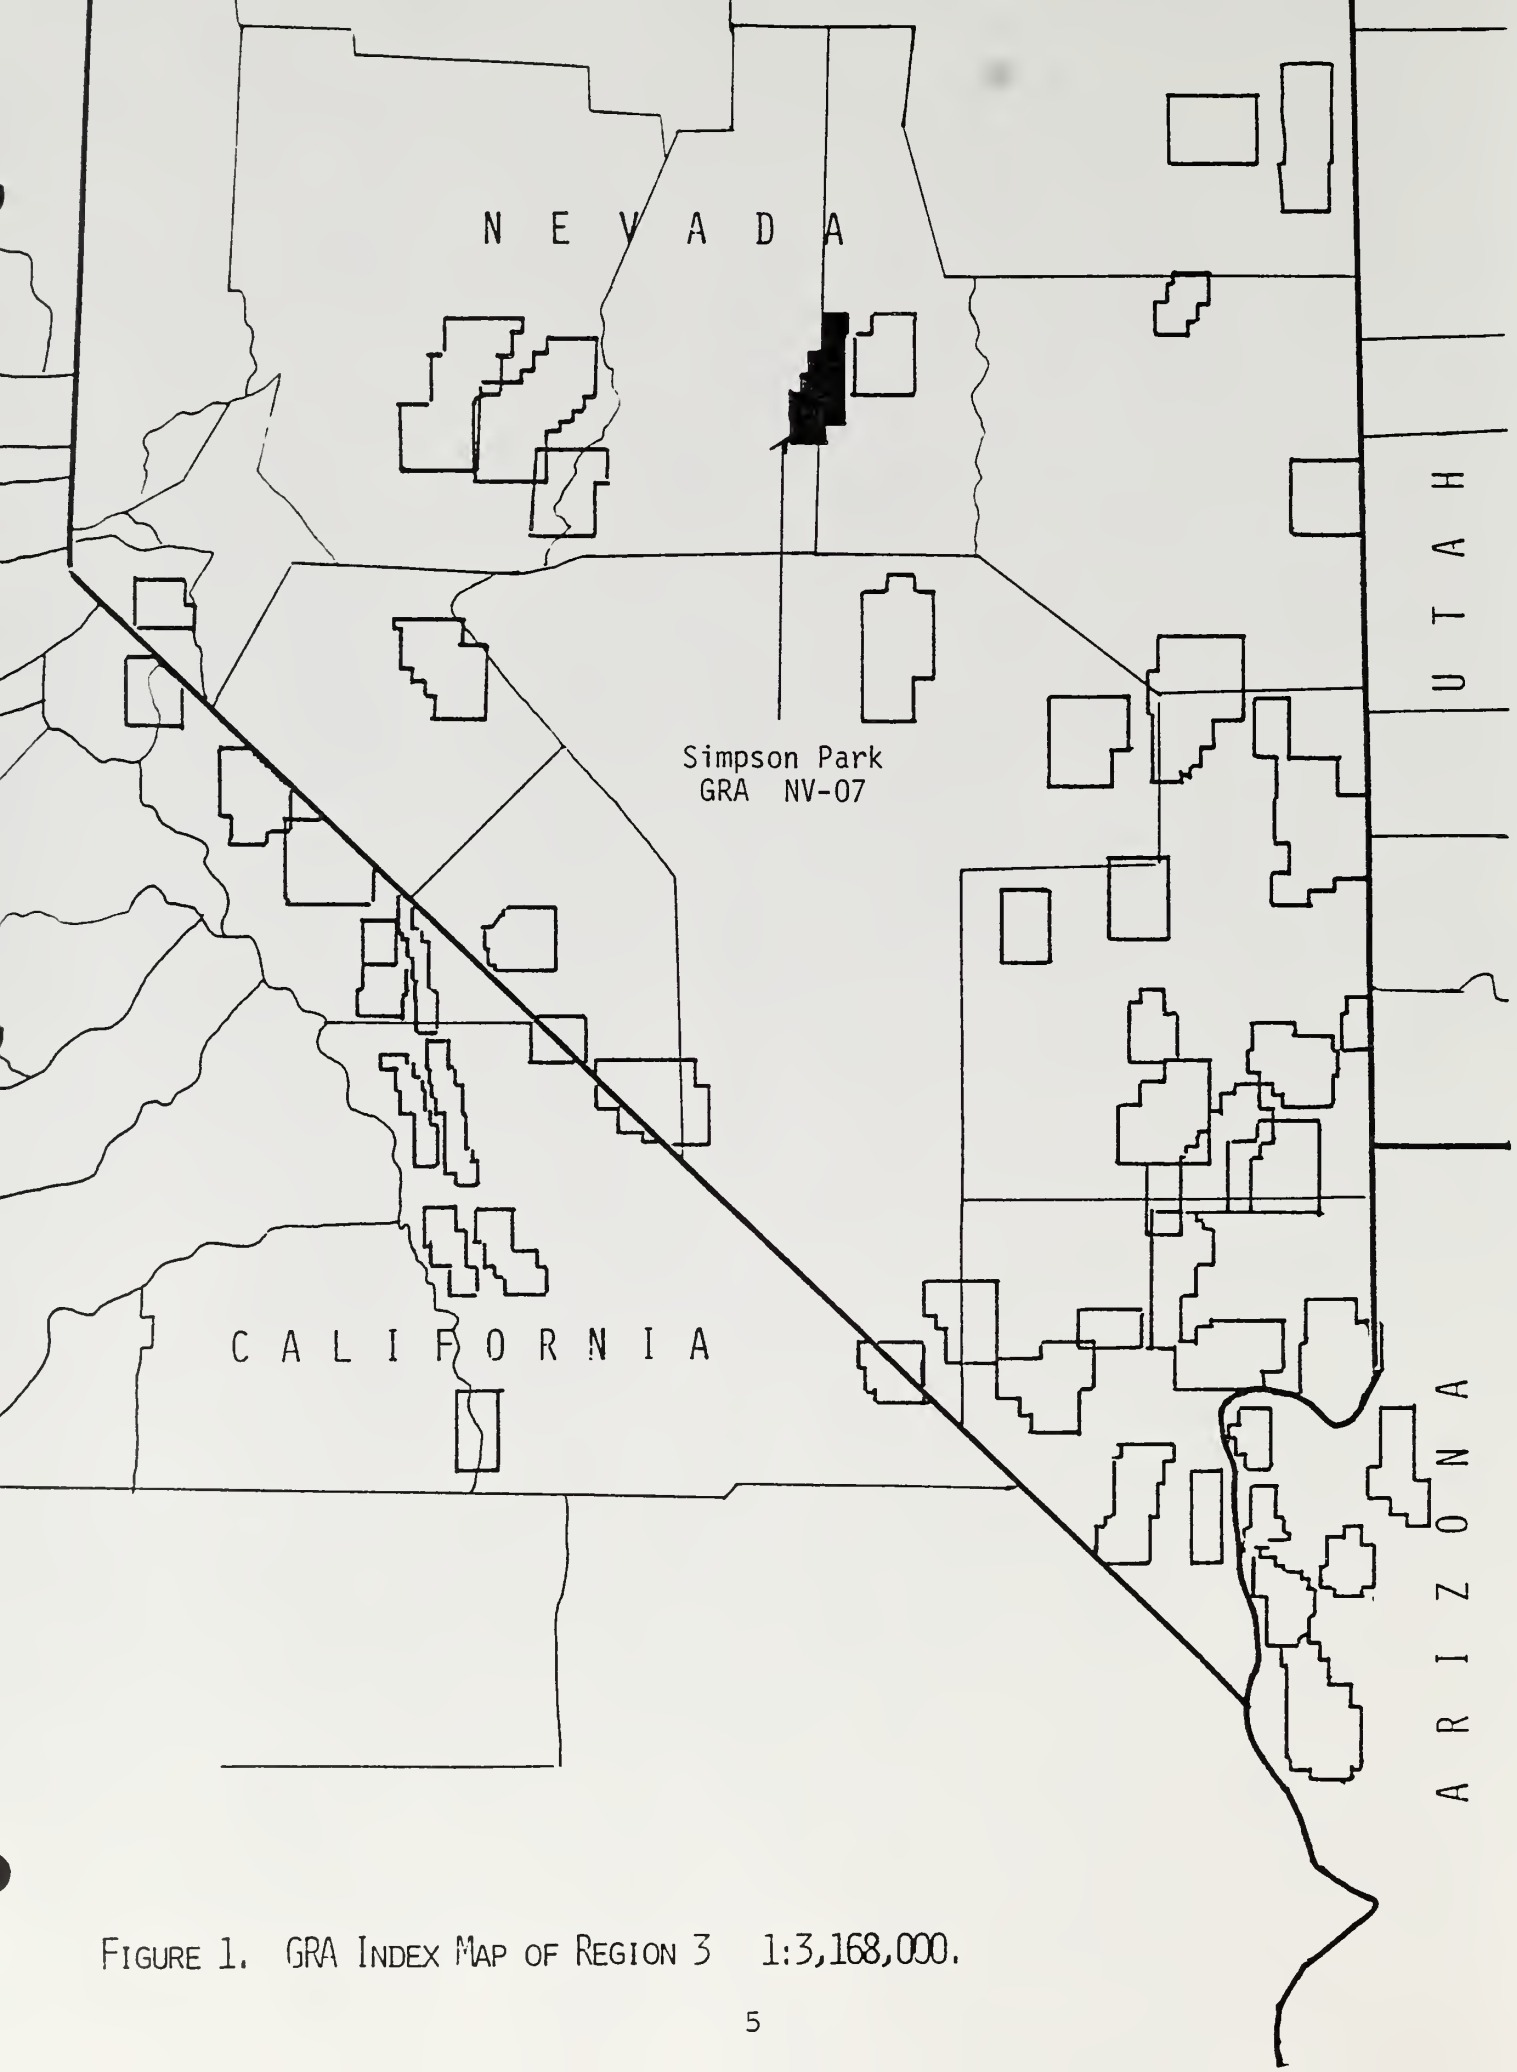 N E V A D A
U T A H
Simpson Park
GRA NV-07
C A L I F O R N I A
A R I Z O N A
FIGURE 1. GRA INDEX MAP OF REGION 3 1:3,168,000.
5